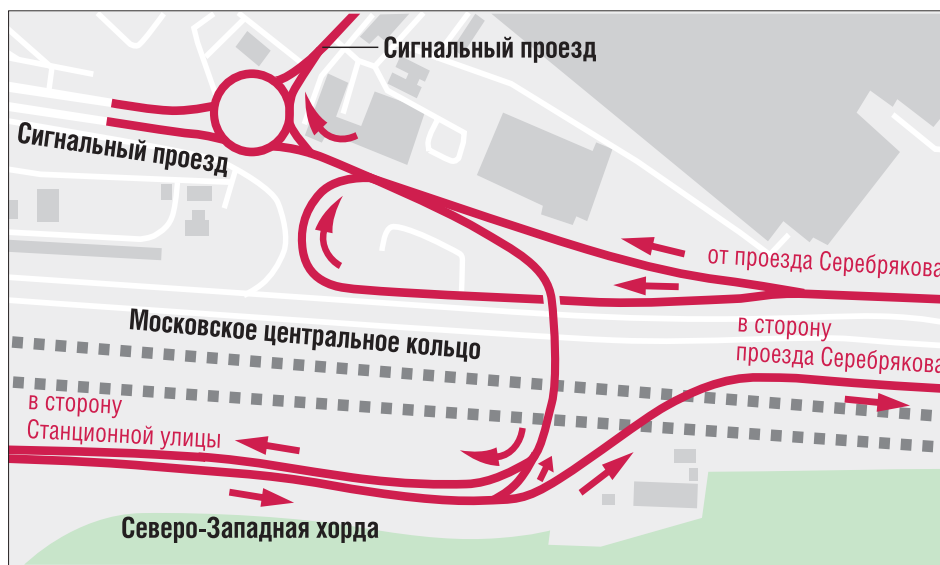 Сигнальный проезд
Сигнальный проезд
от проезда Серебрякова
в сторону
проезда Серебрякова
Московское центральное кольцо
в сторону
Станционной улицы
Северо-Западная хорда